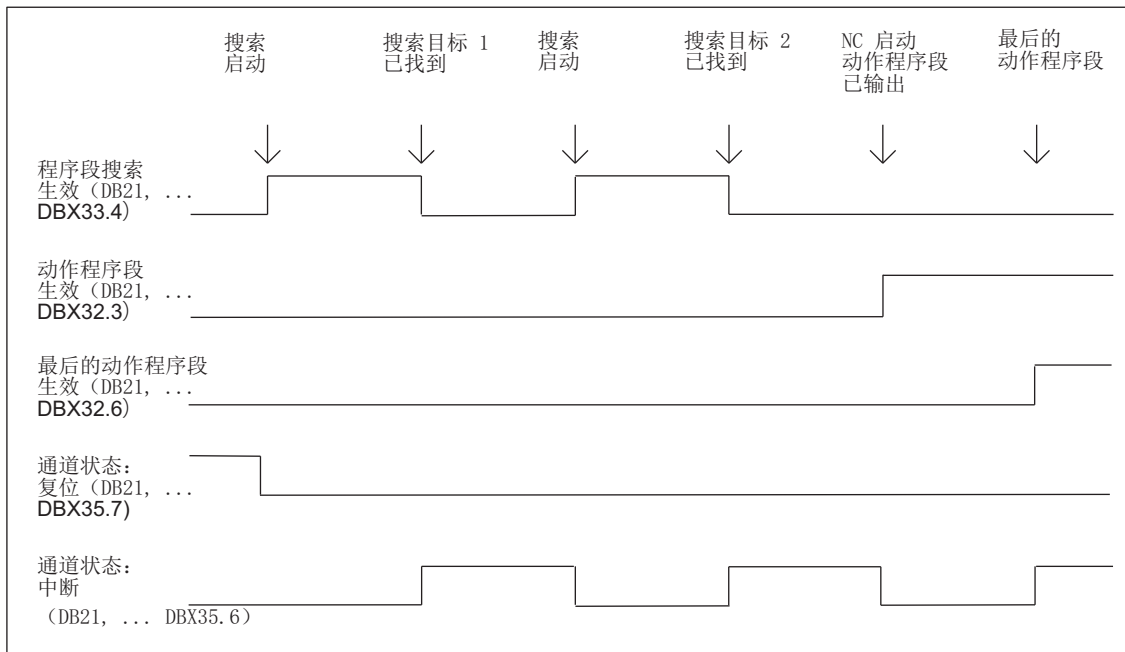 搜索
启动
搜索目标 1
已找到
搜索
启动
搜索目标 2
已找到
NC 启动
动作程序段
已输出
最后的
动作程序段
程序段搜索
生效（DB21, ...
DBX33.4）
动作程序段
生效（DB21, ...
DBX32.3）
最后的动作程序段
生效（DB21, ...
DBX32.6）
通道状态：
复位（DB21, ...
DBX35.7)
通道状态：
中断
（DB21, ... DBX35.6）